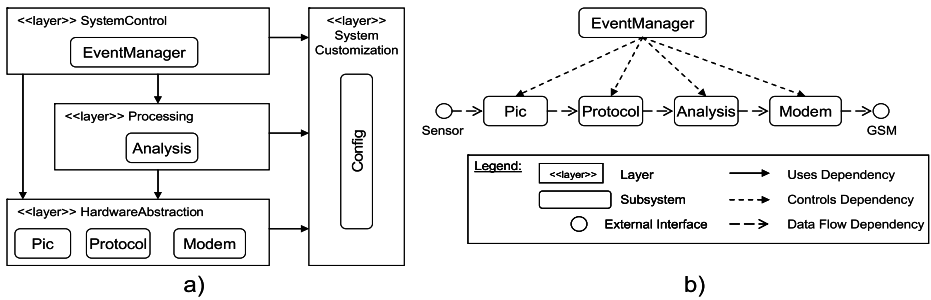 <<layer>> SystemControl
EventManager
<<layer>> Processing
Analysis
<<layer>> HardwareAbstraction
Pic
Protocol
Modem
<<layer>>
System
Customization
Config
a)
EventManager
Sensor
Pic
Protocol
Analysis
Modem
GSM
Legend:
<<layer>>
Layer
Subsystem
External Interface
Uses Dependency
Controls Dependency
Data Flow Dependency
b)